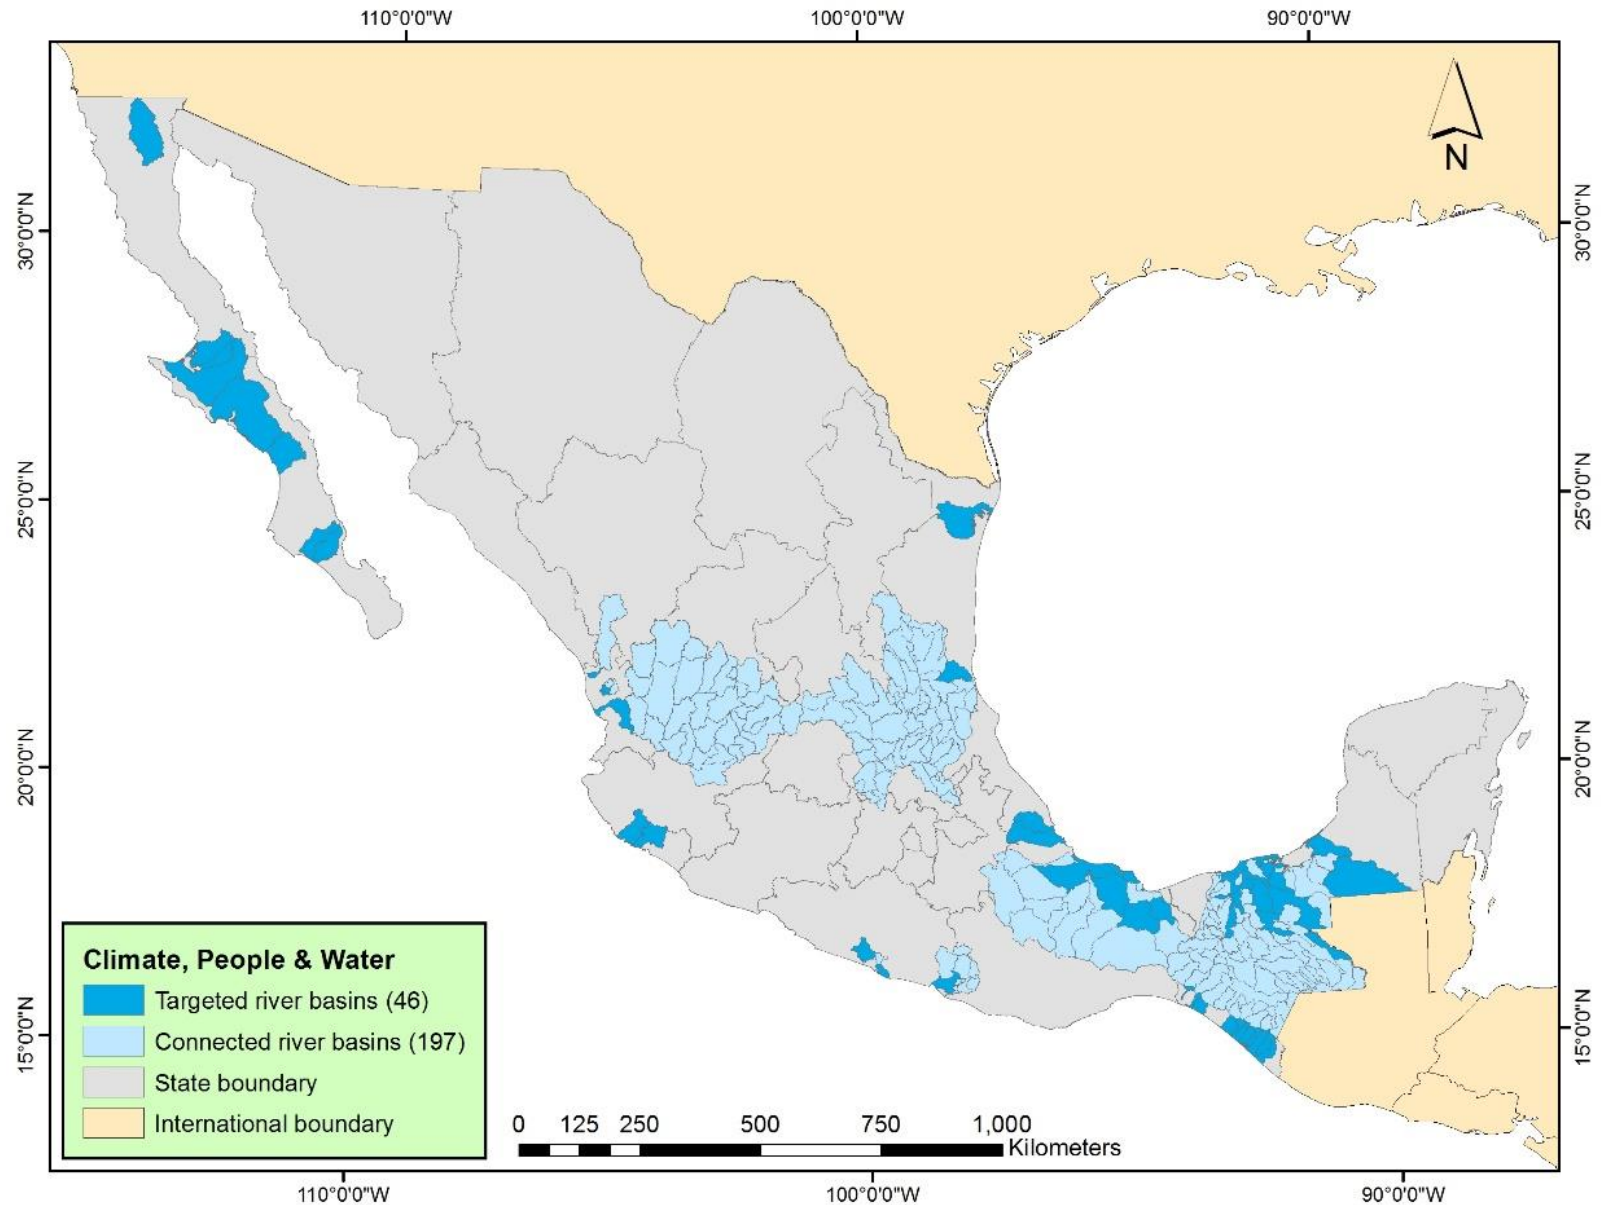 110°0'0"W 100°0'0"W 90°0'0"W
N
30°0'0"N 30°0'0"N
25°0'0"N 25°0'0"N
20°0'0"N 20°0'0"N
15°0'0"N 15°0'0"N
Climate, People & Water
Targeted river basins (46)
Connected river basins (197)
State boundary
International boundary
0 125 250 500 750 1,000
Kilometers
110°0'0"W 100°0'0"W 90°0'0"W